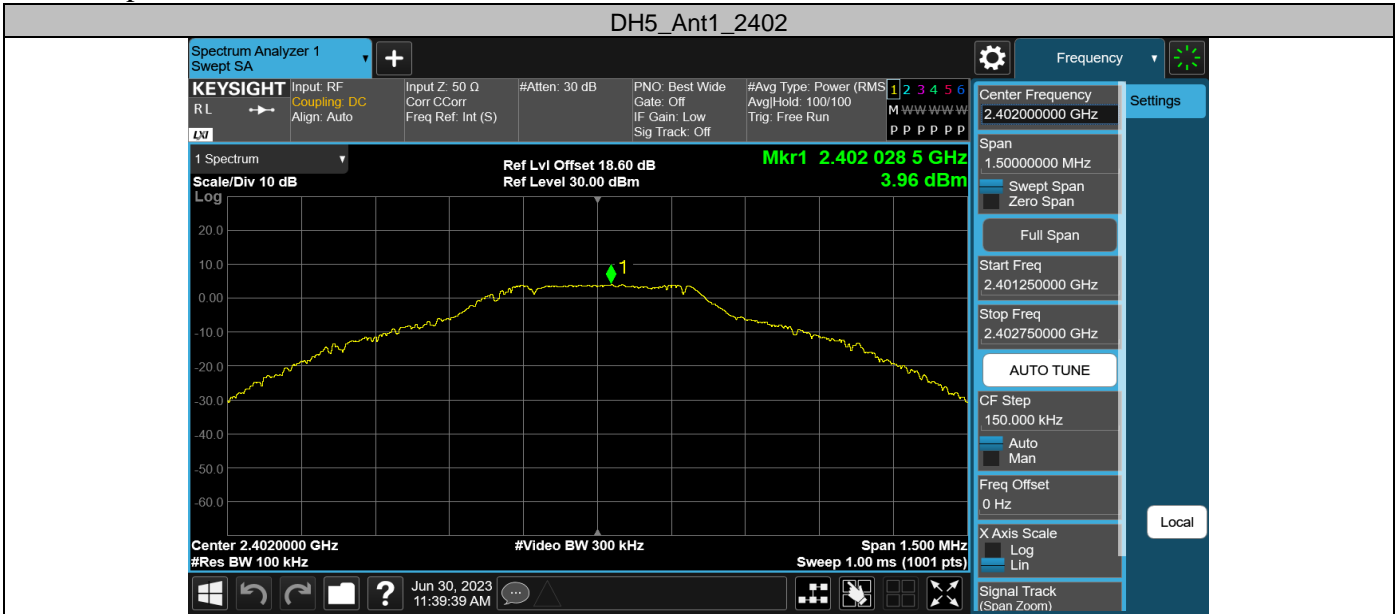 DH5_Ant1_2402
Spectrum Analyzer 1
Swept SA
Frequency
KEYSIGHT
RL
LXI
Input: RF
Coupling: DC
Align: Auto
Input Z: 50 Ω
Corr CCorr
Freq Ref: Int (S)
#Atten: 30 dB
PNO: Best Wide
Gate: Off
IF Gain: Low
Sig Track: Off
#Avg Type: Power (RMS
Avg|Hold: 100/100
Trig: Free Run
1 2 3 4 5 6
M W W W W W
P P P P P P
1 Spectrum
Scale/Div 10 dB
Log
Ref Lvl Offset 18.60 dB
Ref Level 30.00 dBm
Mkr1 2.402 028 5 GHz
3.96 dBm
1
20.0
10.0
0.00
-10.0
-20.0
-30.0
-40.0
-50.0
-60.0
Center 2.4020000 GHz
#Res BW 100 kHz
#Video BW 300 kHz
Span 1.500 MHz
Sweep 1.00 ms (1001 pts)
Center Frequency
2.402000000 GHz
Span
1.50000000 MHz
Swept Span
Zero Span
Full Span
Start Freq
2.401250000 GHz
Stop Freq
2.402750000 GHz
AUTO TUNE
CF Step
150.000 kHz
Auto
Man
Freq Offset
0 Hz
X Axis Scale
Log
Lin
Signal Track
(Span Zoom)
Settings
Local
?
Jun 30, 2023
11:39:39 AM